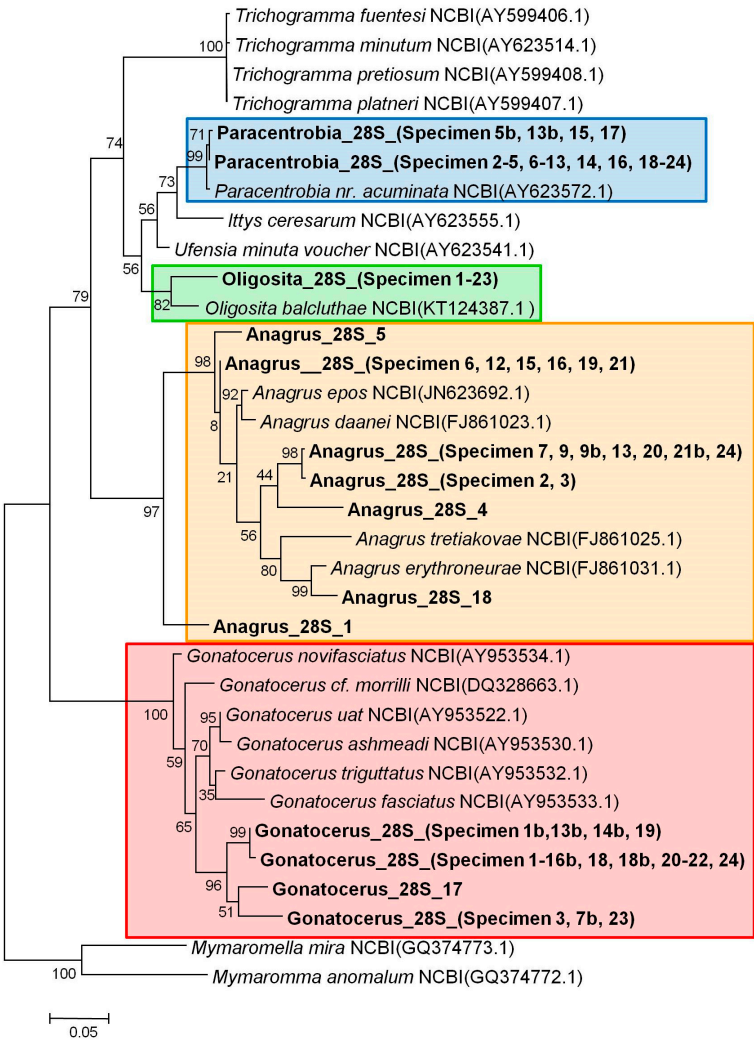 Trichogramma fuentesi NCBI(AY599406.1)
100
Trichogramma minutum NCBI(AY623514.1)
Trichogramma pretiosum NCBI(AY599408.1)
Trichogramma platneri NCBI(AY599407.1)
74
71
Paracentrobia_28S_(Specimen 5b, 13b, 15, 17)
99
Paracentrobia_28S_(Specimen 2-5, 6-13, 14, 16, 18-24)
73
Paracentrobia nr. acuminata NCBI(AY623572.1)
56
Ittys ceresarum NCBI(AY623555.1)
Ufensia minuta voucher NCBI(AY623541.1)
56
Oligosita_28S_(Specimen 1-23)
82
Oligosita balcluthae NCBI(KT124387.1)
79
Anagrus_28S_5
98
Anagrus__28S_(Specimen 6, 12, 15, 16, 19, 21)
92
Anagrus epos NCBI(JN623692.1)
8
Anagrus daanei NCBI(FJ861023.1)
98
Anagrus_28S_(Specimen 7, 9, 9b, 13, 20, 21b, 24)
21
44
Anagrus_28S_(Specimen 2, 3)
97
Anagrus_28S_4
56
Anagrus tretiakovae NCBI(FJ861025.1)
80
Anagrus erythroneurae NCBI(FJ861031.1)
99
Anagrus_28S_18
Anagrus_28S_1
Gonatocerus novifasciatus NCBI(AY953534.1)
Gonatocerus cf. morrilli NCBI(DQ328663.1)
100
95
Gonatocerus uat NCBI(AY953522.1)
70
Gonatocerus ashmeadi NCBI(AY953530.1)
59
Gonatocerus triguttatus NCBI(AY953532.1)
35
Gonatocerus fasciatus NCBI(AY953533.1)
65
99
Gonatocerus_28S_(Specimen 1b,13b, 14b, 19)
Gonatocerus_28S_(Specimen 1-16b, 18, 18b, 20-22, 24)
96
Gonatocerus_28S_17
51
Gonatocerus_28S_(Specimen 3, 7b, 23)
Mymaromella mira NCBI(GQ374773.1)
100
Mymaromma anomalum NCBI(GQ374772.1)
0.05